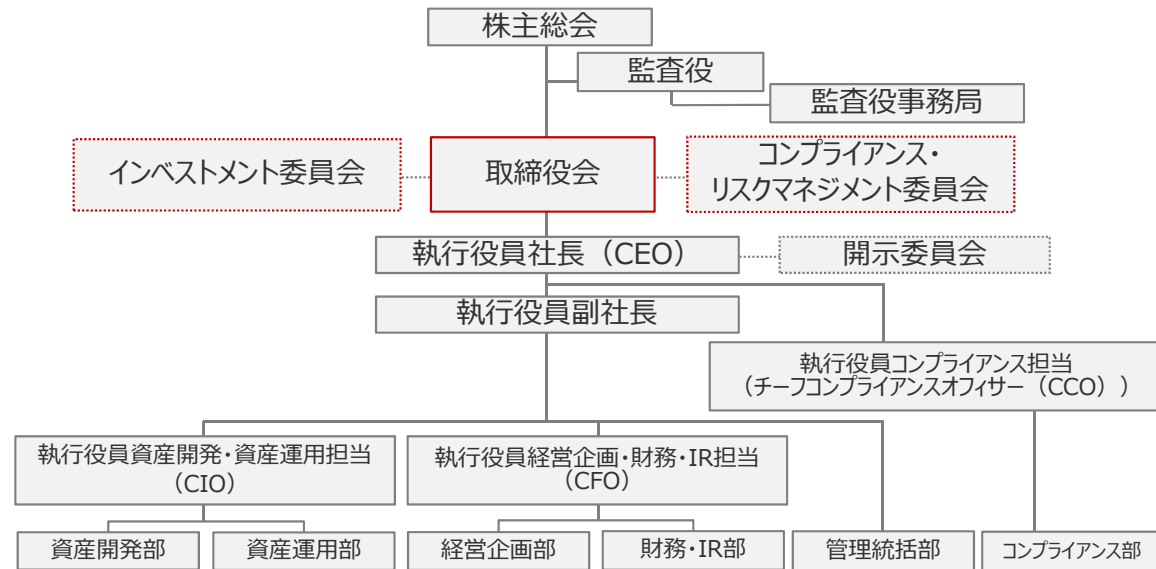 株主総会
監査役
監査役事務局
インベストメント委員会
取締役会
コンプライアンス・
リスクマネジメント委員会
執行役員社長（CEO）
開示委員会
執行役員副社長
執行役員コンプライアンス担当
（チーフコンプライアンスオフィサー（CCO））
執行役員資産開発・資産運用担当
（CIO）
執行役員経営企画・財務・IR担当
（CFO）
資産開発部
資産運用部
経営企画部
財務・IR部
管理統括部
コンプライアンス部